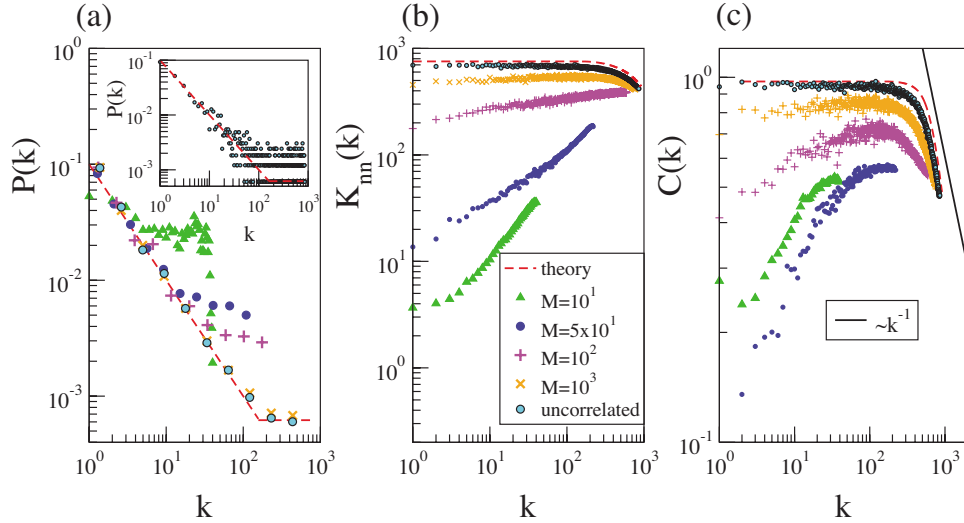 (a)
(b)
(c)
10^0
10^-1
10^-2
10^-3
P(k)
10^0 10^1 10^2 10^3
k
10^-1
10^-2
10^-3
P(k)
10^0 10^1 10^2 10^3
k
10^3
10^2
10^1
10^0
K_nn(k)
10^0 10^1 10^2 10^3
k
theory
M=10^1
M=5x10^1
M=10^2
M=10^3
uncorrelated
10^0
10^-1
C(k)
10^0 10^1 10^2 10^3
k
~k^-1